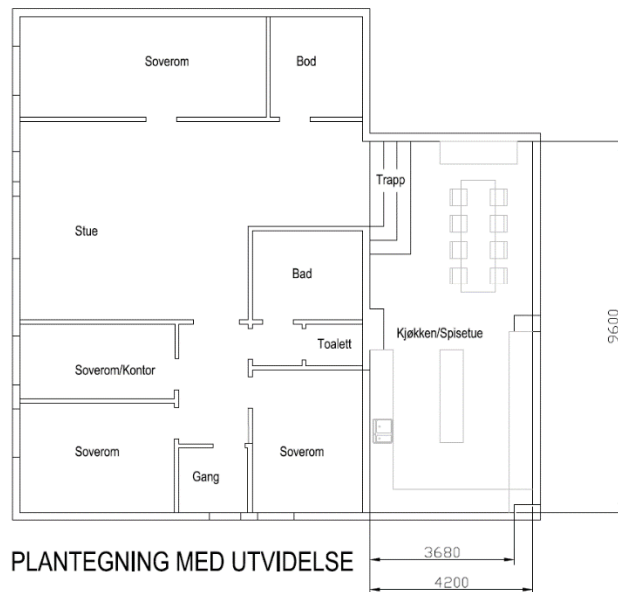 Soverom
Bod
Trapp
Stue
Bad
Kjøkken/Spisetue
9600
Toalett
Soverom/Kontor
Soverom
Soverom
Gang
PLANTEGNING MED UTVIDELSE
3680
4200